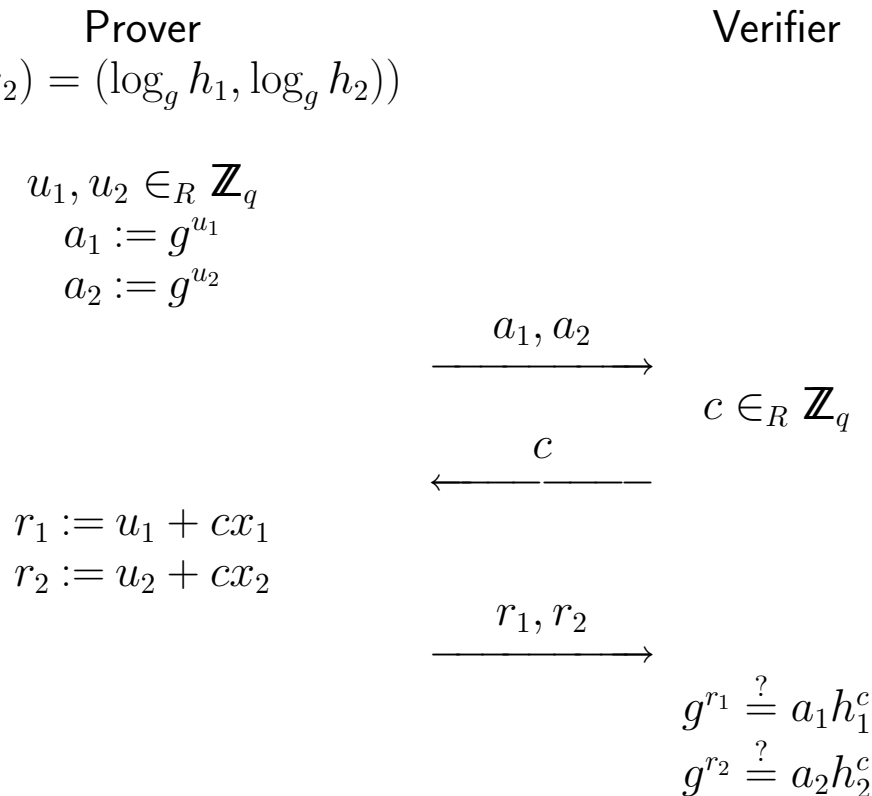 Prover Verifier
₂) = (log_g h₁, log_g h₂))
u₁, u₂ ∈_R ℤ_q
a₁ := g^{u₁}
a₂ := g^{u₂}
a₁, a₂
c ∈_R ℤ_q
c
r₁ := u₁ + cx₁
r₂ := u₂ + cx₂
r₁, r₂
g^{r₁} ≟ a₁h₁^c
g^{r₂} ≟ a₂h₂^c